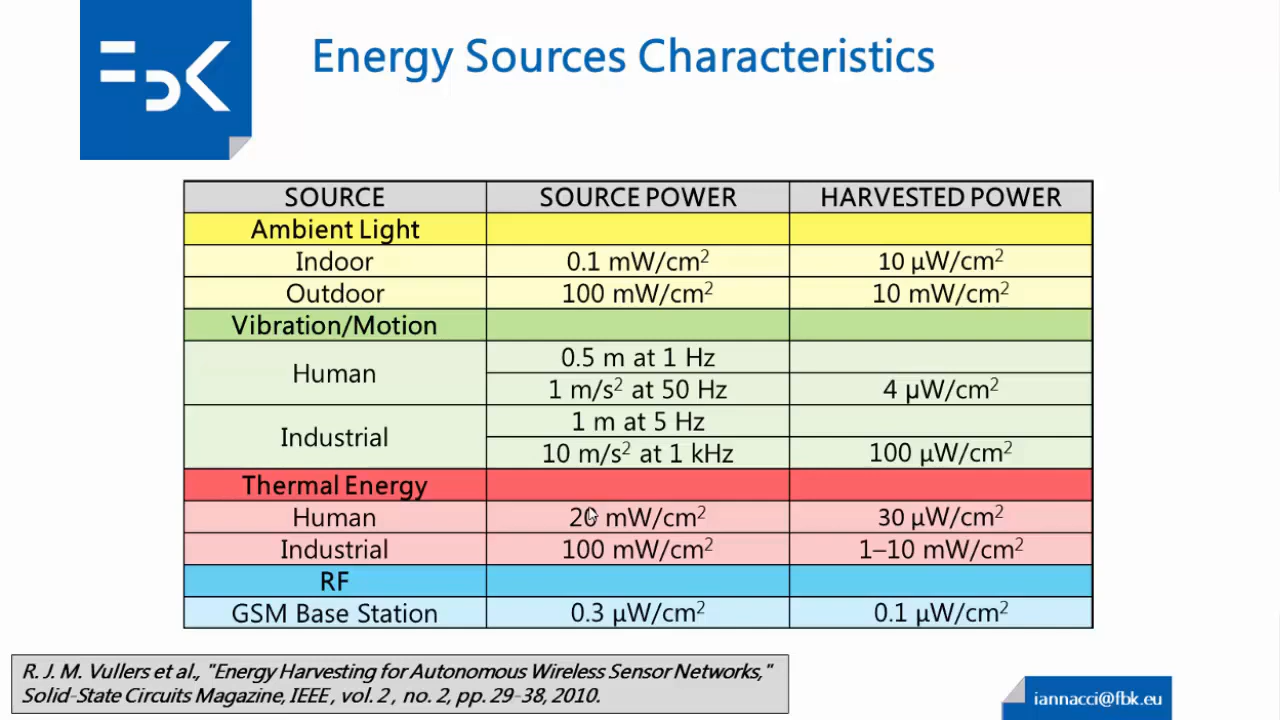 FBK
Energy Sources Characteristics
SOURCE SOURCE POWER HARVESTED POWER
Ambient Light
Indoor 0.1 mW/cm² 10 µW/cm²
Outdoor 100 mW/cm² 10 mW/cm²
Vibration/Motion
Human 0.5 m at 1 Hz
1 m/s² at 50 Hz 4 µW/cm²
Industrial 1 m at 5 Hz
10 m/s² at 1 kHz 100 µW/cm²
Thermal Energy
Human 20 mW/cm² 30 µW/cm²
Industrial 100 mW/cm² 1–10 mW/cm²
RF
GSM Base Station 0.3 µW/cm² 0.1 µW/cm²
R. J. M. Vullers et al., "Energy Harvesting for Autonomous Wireless Sensor Networks,"
Solid-State Circuits Magazine, IEEE , vol. 2 , no. 2, pp. 29-38, 2010.
iannacci@fbk.eu